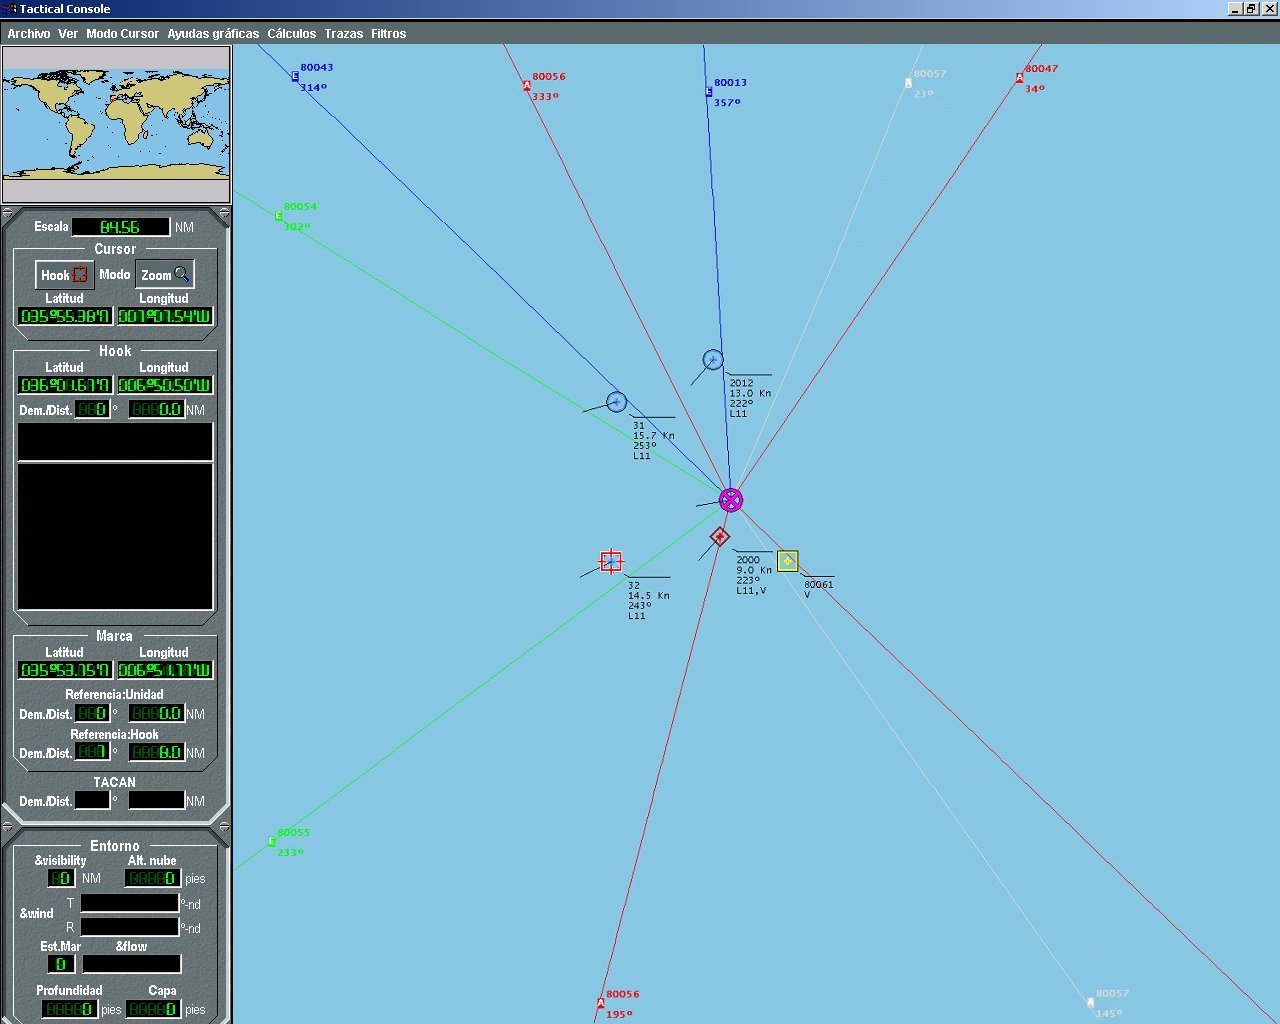 Tactical Console
Archivo Ver Modo Cursor Ayudas gráficas Cálculos Trazas Filtros
Escala 84.56 NM
Cursor
Hook Modo Zoom
Latitud Longitud
035º55.38'N 007º07.54'W
Hook
Latitud Longitud
036º01.67'N 006º50.50'W
Dem./Dist. 0 º 0.0 NM
Marca
Latitud Longitud
035º53.75'N 006º51.77'W
Referencia:Unidad
Dem./Dist. 0 º 0.0 NM
Referencia:Hook
Dem./Dist. º 8.0 NM
TACAN
Dem./Dist. º NM
Entorno
&visibility Alt. nube
0 NM 0 pies
&wind
T º-nd
R º-nd
Est.Mar &flow
0
Profundidad Capa
0 pies 0 pies
80043
314º
80056
333º
80013
357º
80057
23º
80047
34º
80054
302º
2012
13.0 Kn
222º
L11
31
15.7 Kn
253º
L11
2000
9.0 Kn
223º
L11,V
80061
V
32
14.5 Kn
243º
L11
80055
233º
80056
195º
80057
145º